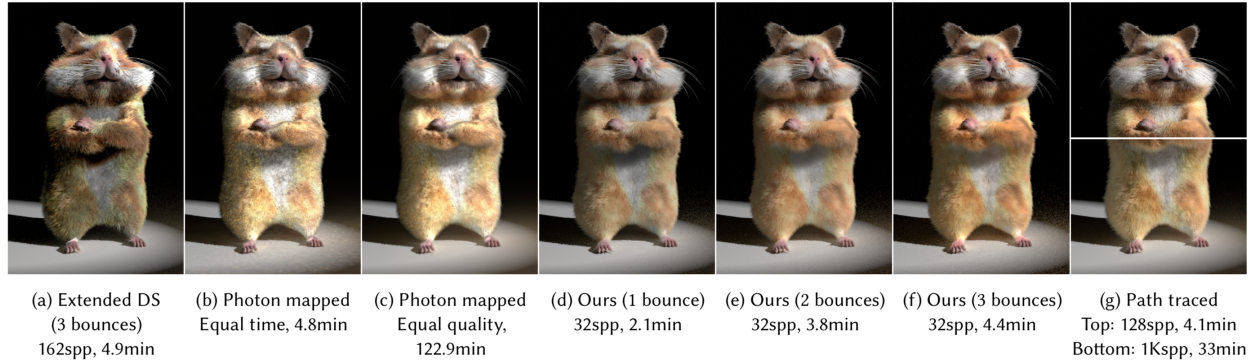 (a) Extended DS
(3 bounces)
162spp, 4.9min
(b) Photon mapped
Equal time, 4.8min
(c) Photon mapped
Equal quality,
122.9min
(d) Ours (1 bounce)
32spp, 2.1min
(e) Ours (2 bounces)
32spp, 3.8min
(f) Ours (3 bounces)
32spp, 4.4min
(g) Path traced
Top: 128spp, 4.1min
Bottom: 1Kspp, 33min